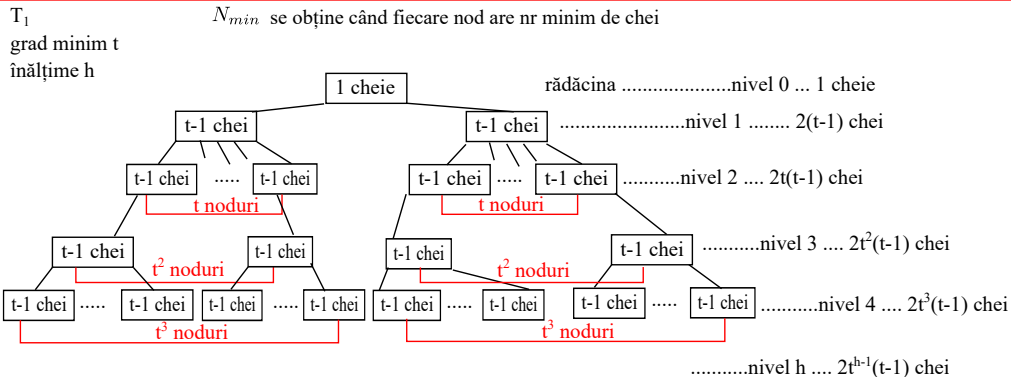 T₁ N_min se obține când fiecare nod are nr minim de chei
grad minim t
înălțime h
1 cheie rădăcina .....................nivel 0 ... 1 cheie
t-1 chei t-1 chei ........................nivel 1 ........ 2(t-1) chei
t-1 chei ..... t-1 chei t-1 chei ..... t-1 chei ...........nivel 2 .... 2t(t-1) chei
t noduri t noduri
t-1 chei t-1 chei t-1 chei t-1 chei ...........nivel 3 .... 2t²(t-1) chei
t² noduri t² noduri
t-1 chei ..... t-1 chei t-1 chei ..... t-1 chei t-1 chei ..... t-1 chei t-1 chei ..... t-1 chei ...........nivel 4 .... 2t³(t-1) chei
t³ noduri t³ noduri
...........nivel h .... 2tʰ⁻¹(t-1) chei